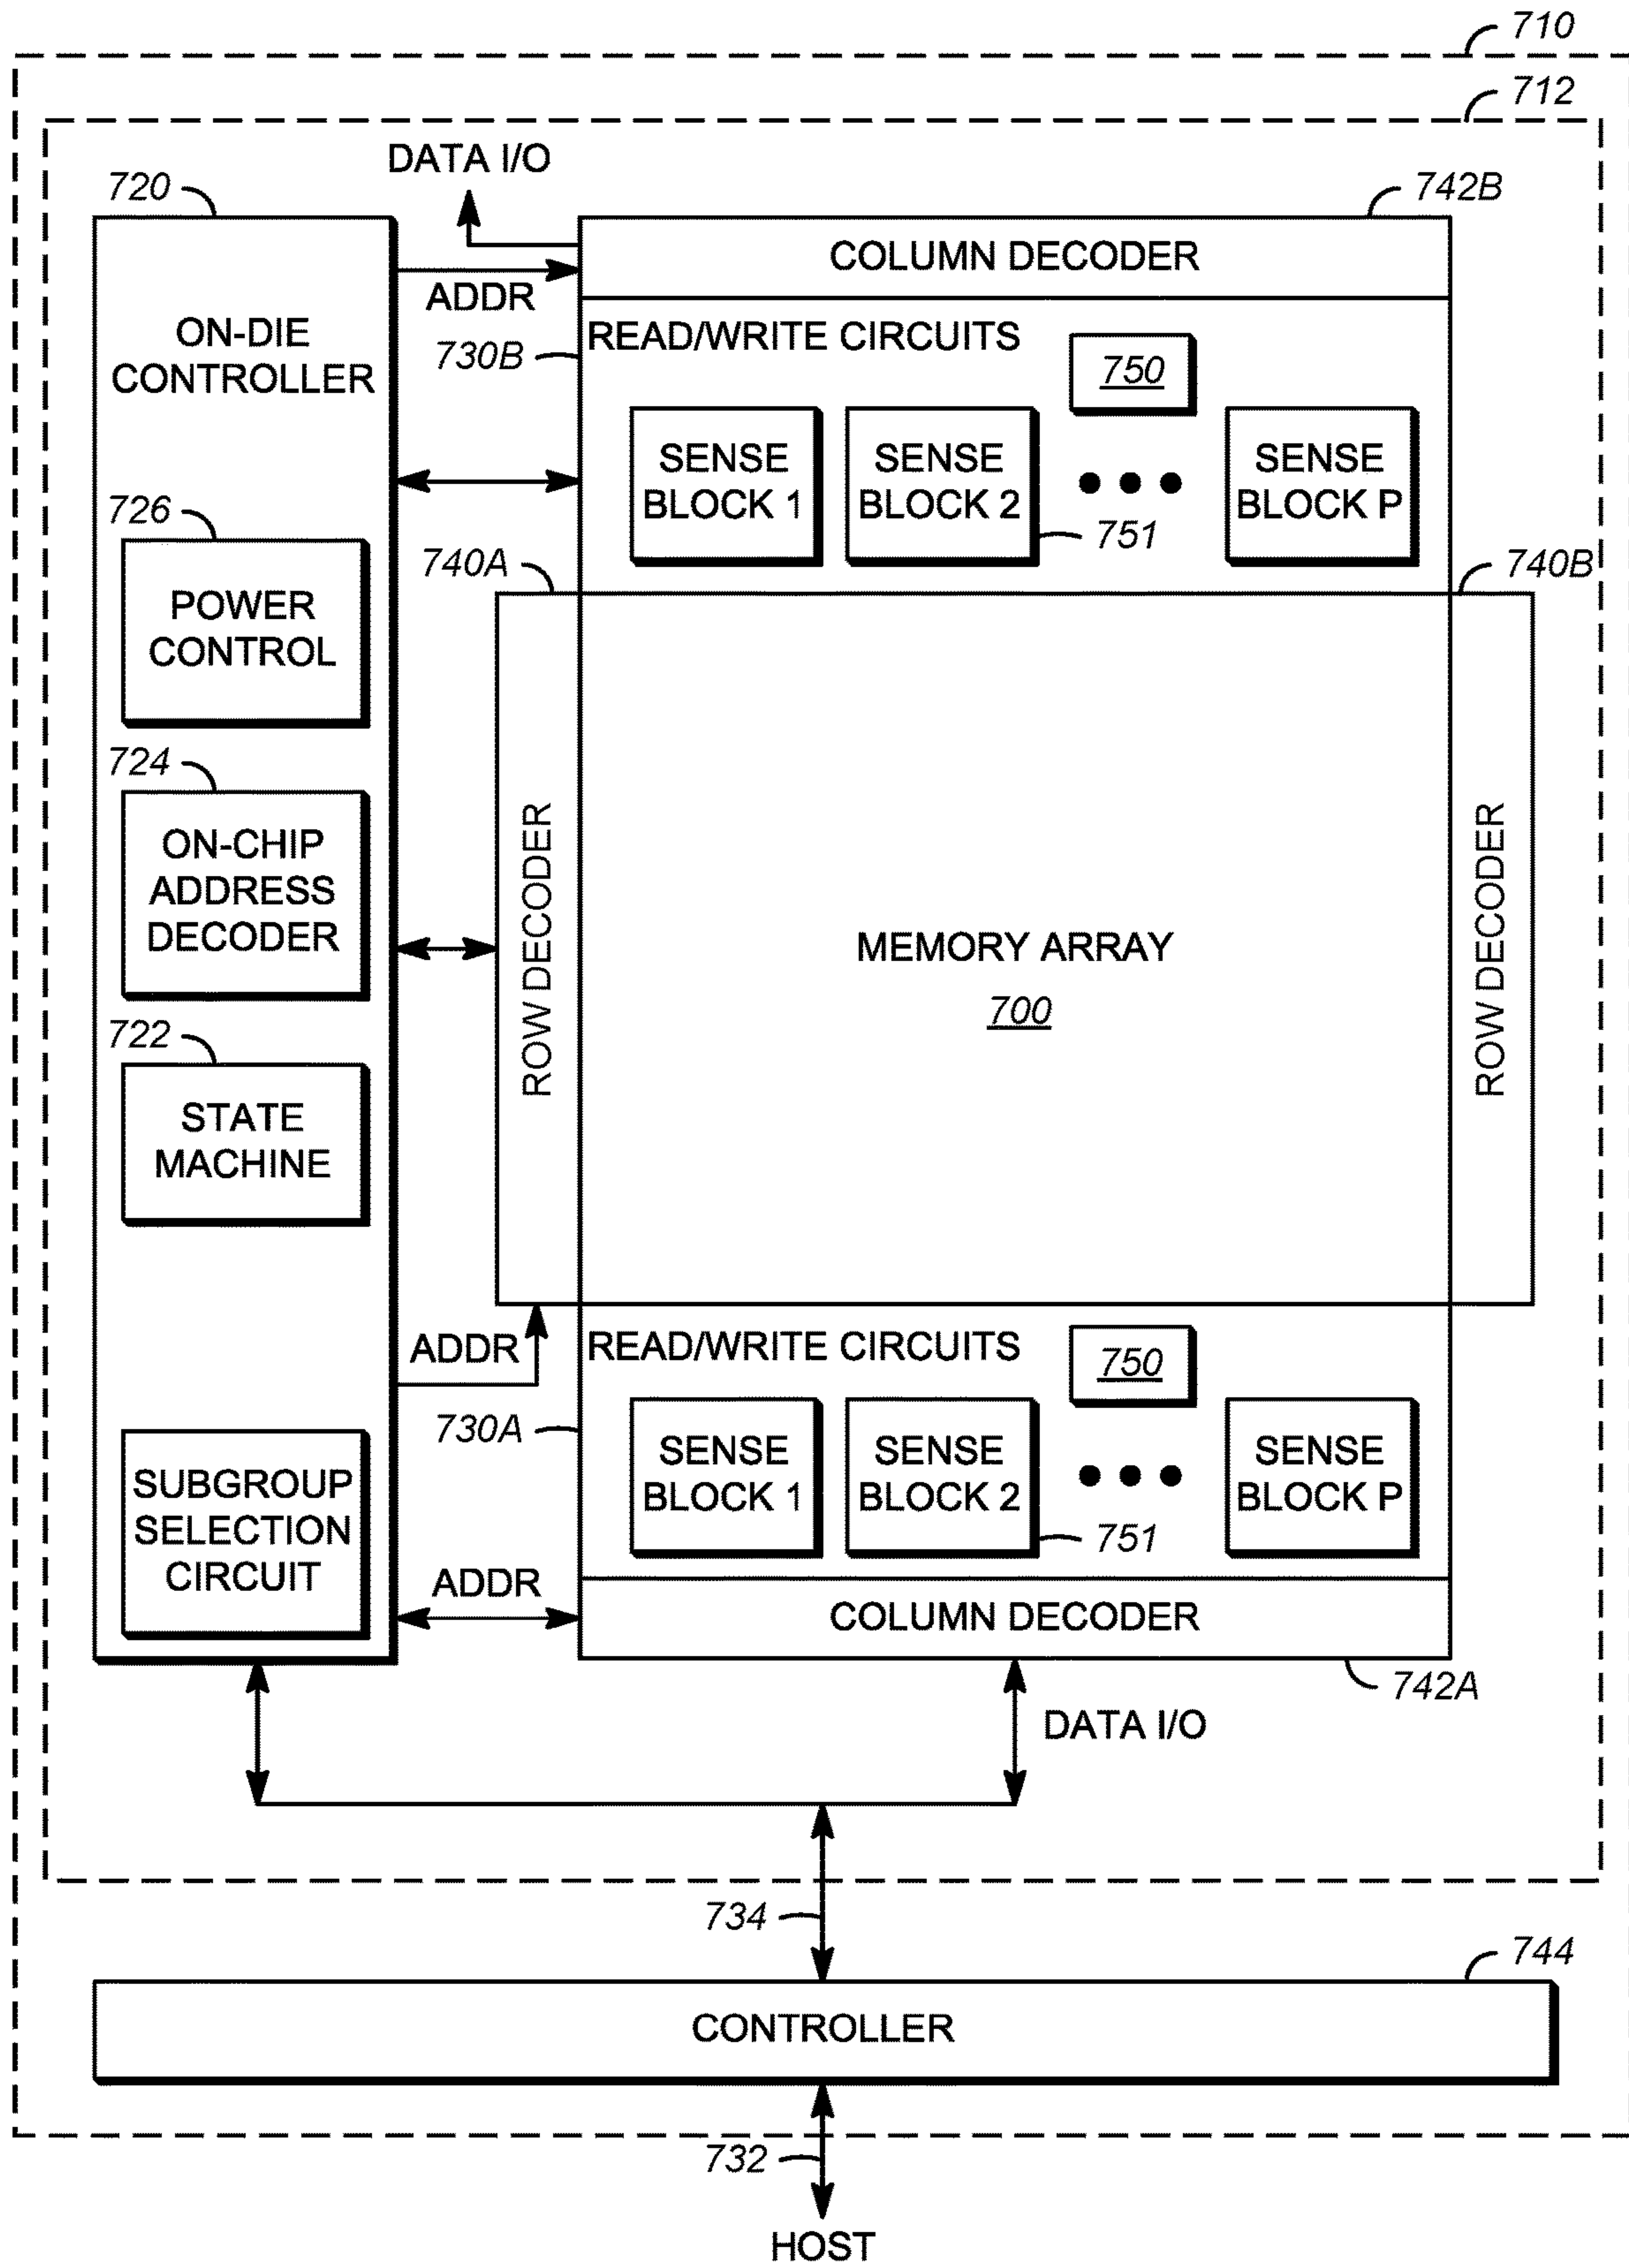 710
712
DATA I/O
720
742B
COLUMN DECODER
ADDR
ON-DIE
CONTROLLER
730B
READ/WRITE CIRCUITS
750
SENSE
BLOCK 1
SENSE
BLOCK 2
SENSE
BLOCK P
751
726
POWER
CONTROL
740A
740B
724
ON-CHIP
ADDRESS
DECODER
ROW DECODER
MEMORY ARRAY
700
ROW DECODER
722
STATE
MACHINE
ADDR
READ/WRITE CIRCUITS
750
730A
SENSE
BLOCK 1
SENSE
BLOCK 2
SENSE
BLOCK P
751
SUBGROUP
SELECTION
CIRCUIT
ADDR
COLUMN DECODER
742A
DATA I/O
734
744
CONTROLLER
732
HOST